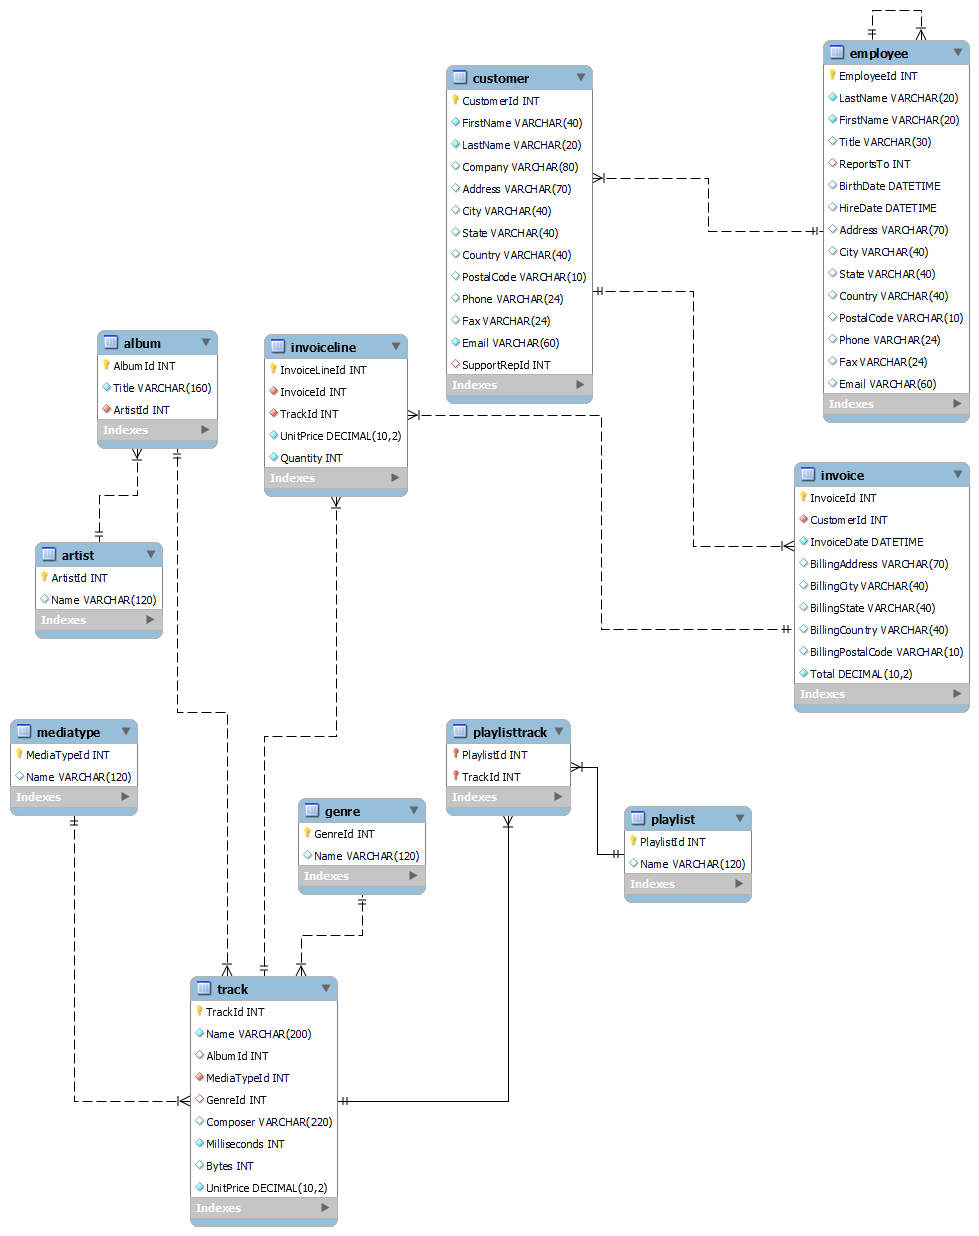 employee
EmployeeId INT
LastName VARCHAR(20)
FirstName VARCHAR(20)
Title VARCHAR(30)
ReportsTo INT
BirthDate DATETIME
HireDate DATETIME
Address VARCHAR(70)
City VARCHAR(40)
State VARCHAR(40)
Country VARCHAR(40)
PostalCode VARCHAR(10)
Phone VARCHAR(24)
Fax VARCHAR(24)
Email VARCHAR(60)
Indexes
customer
CustomerId INT
FirstName VARCHAR(40)
LastName VARCHAR(20)
Company VARCHAR(80)
Address VARCHAR(70)
City VARCHAR(40)
State VARCHAR(40)
Country VARCHAR(40)
PostalCode VARCHAR(10)
Phone VARCHAR(24)
Fax VARCHAR(24)
Email VARCHAR(60)
SupportRepId INT
Indexes
album
AlbumId INT
Title VARCHAR(160)
ArtistId INT
Indexes
invoiceline
InvoiceLineId INT
InvoiceId INT
TrackId INT
UnitPrice DECIMAL(10,2)
Quantity INT
Indexes
invoice
InvoiceId INT
CustomerId INT
InvoiceDate DATETIME
BillingAddress VARCHAR(70)
BillingCity VARCHAR(40)
BillingState VARCHAR(40)
BillingCountry VARCHAR(40)
BillingPostalCode VARCHAR(10)
Total DECIMAL(10,2)
Indexes
artist
ArtistId INT
Name VARCHAR(120)
Indexes
mediatype
MediaTypeId INT
Name VARCHAR(120)
Indexes
playlisttrack
PlaylistId INT
TrackId INT
Indexes
genre
GenreId INT
Name VARCHAR(120)
Indexes
playlist
PlaylistId INT
Name VARCHAR(120)
Indexes
track
TrackId INT
Name VARCHAR(200)
AlbumId INT
MediaTypeId INT
GenreId INT
Composer VARCHAR(220)
Milliseconds INT
Bytes INT
UnitPrice DECIMAL(10,2)
Indexes